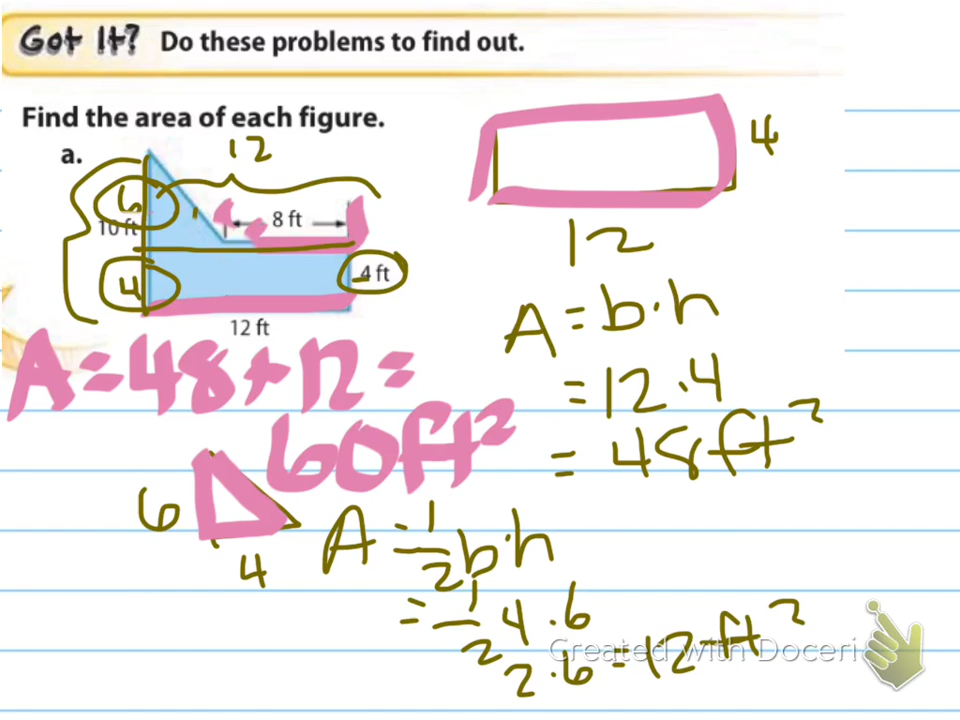 Got It? Do these problems to find out.
Find the area of each figure.
a.
12
6
10 ft
8 ft
4
4 ft
12 ft
4
12
A = b · h
= 12 · 4
= 48 ft²
A = 48 + 12 =
60 ft²
6
4
A = 1/2 b · h
= 1/2 4 · 6
2 · 6 = 12 ft²
Created with Doceri